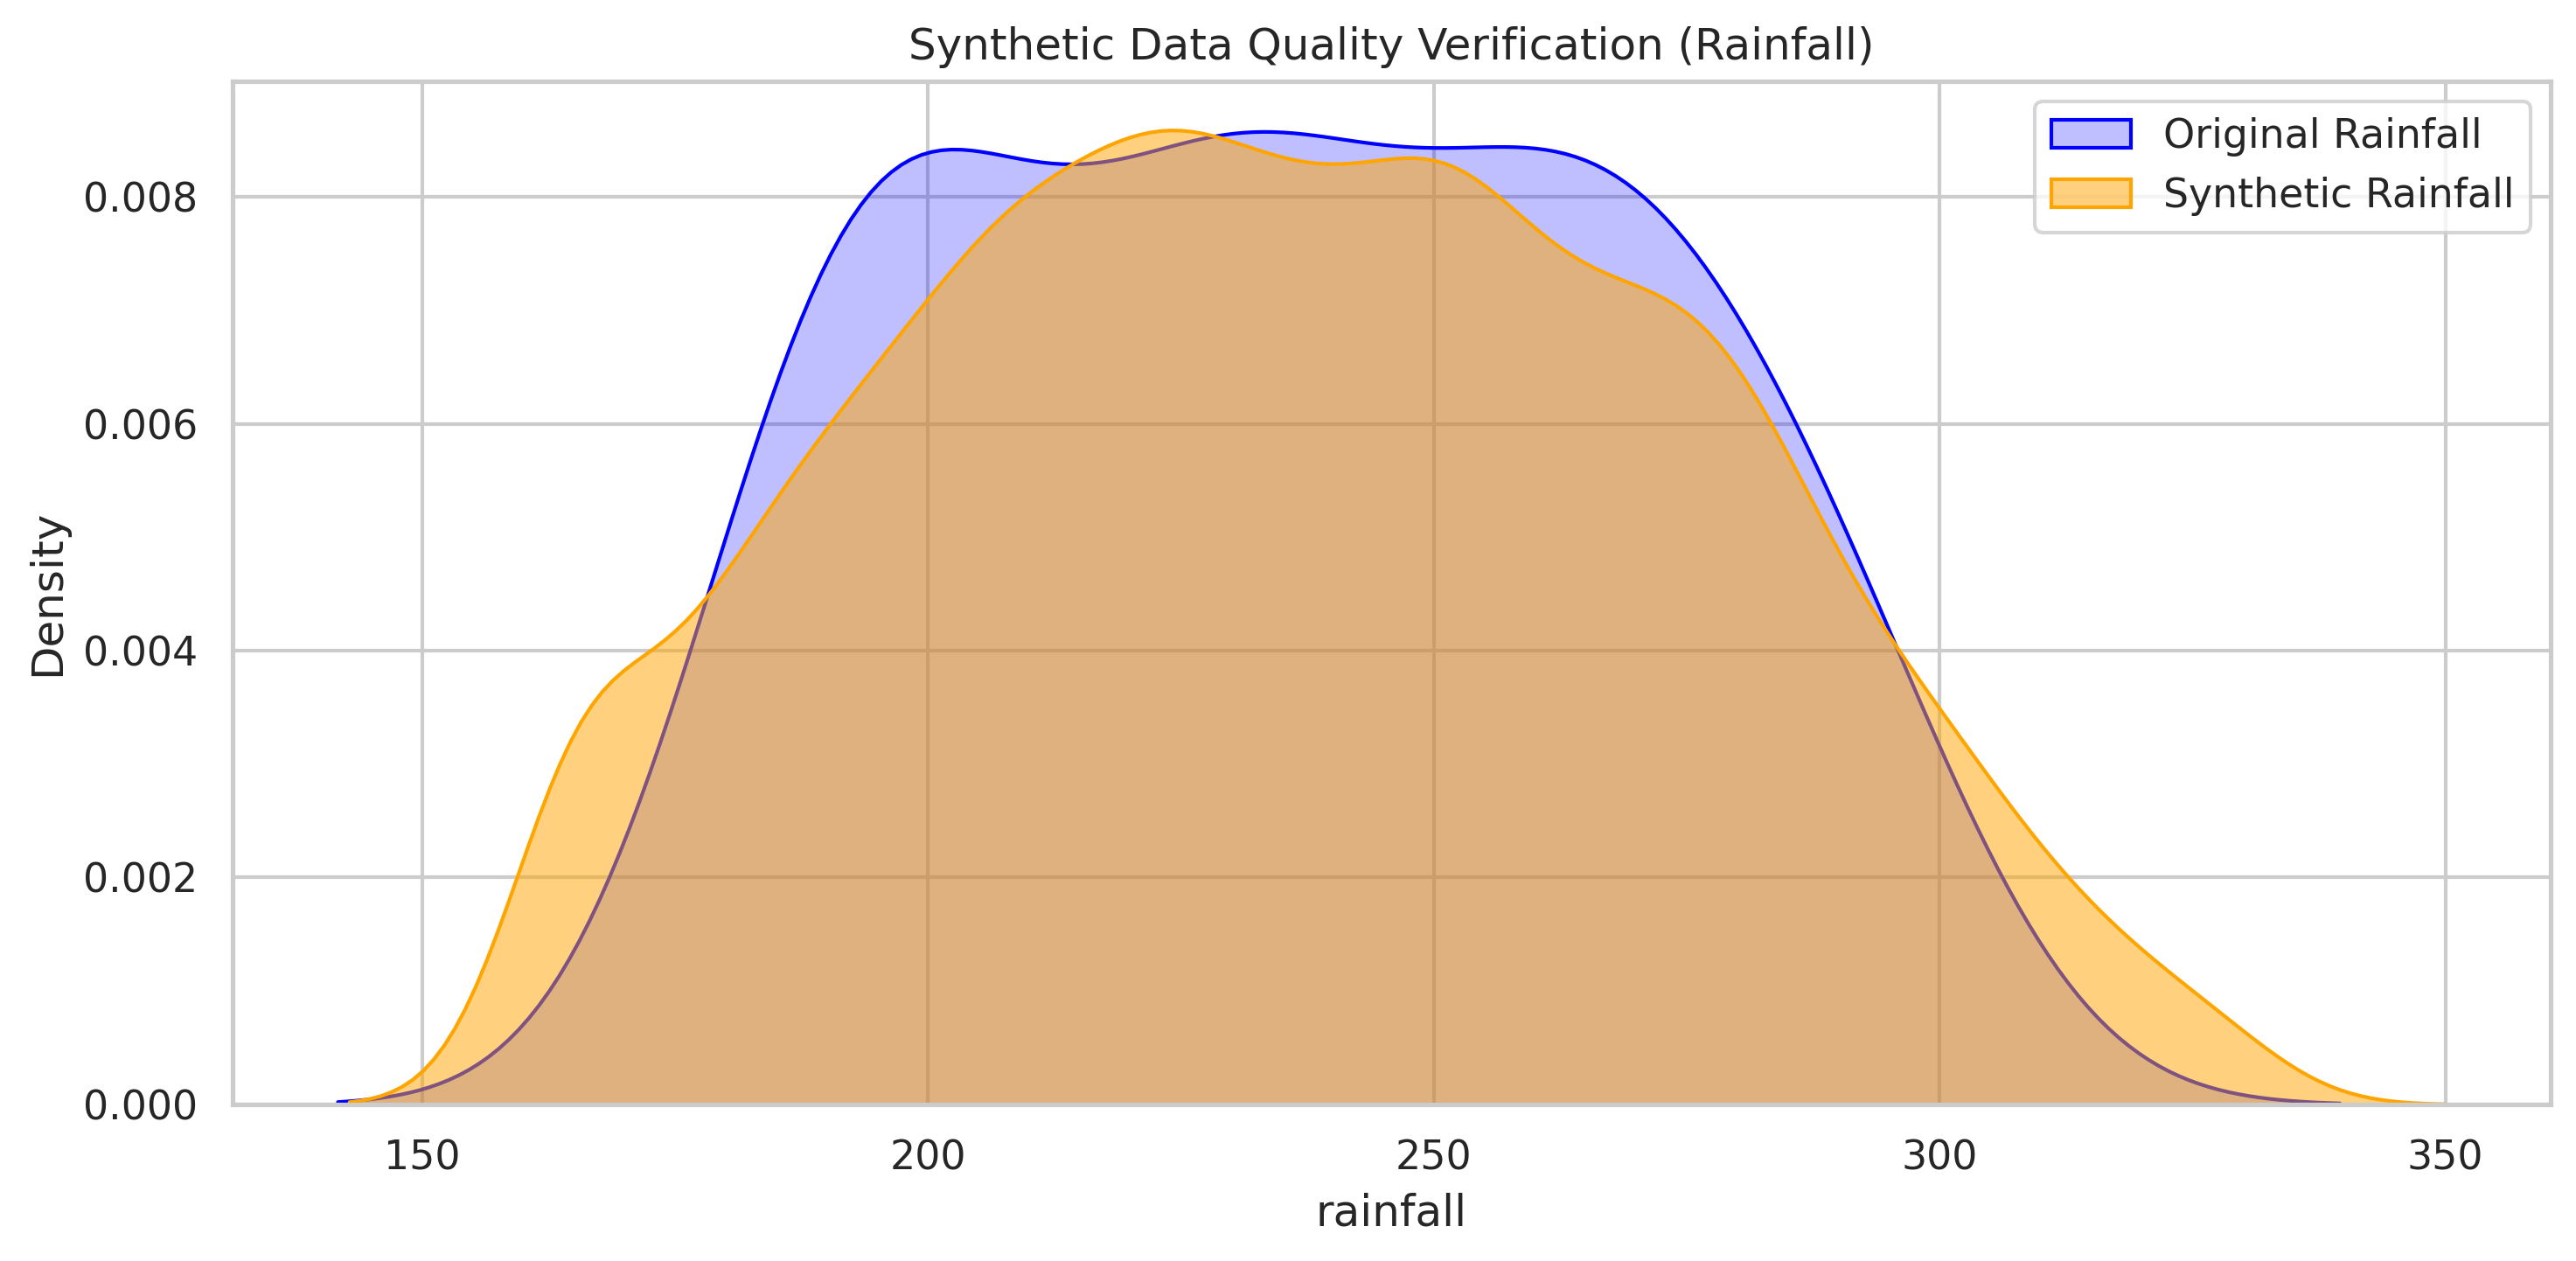 Synthetic Data Quality Verification (Rainfall)
Original Rainfall
Synthetic Rainfall
Density
0.008
0.006
0.004
0.002
0.000
150 200 250 300 350
rainfall